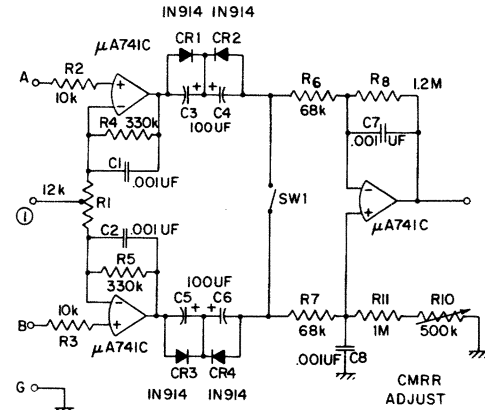 IN914 IN914
μA741C
CR1 CR2
A R2
10k
+
−
C3 + + C4
100UF
R4 330k
C1
.001UF
R6
68k
R8
1.2M
C7
.001UF
−
+
μA741C
SW1
12k
1
R1
C2 .001UF
R5
330k
100UF
C5 + + C6
10k
B
R3
−
+
μA741C
CR3 CR4
IN914 IN914
R7
68k
R11
1M
R10
500k
.001UF C8
G
CMRR
ADJUST